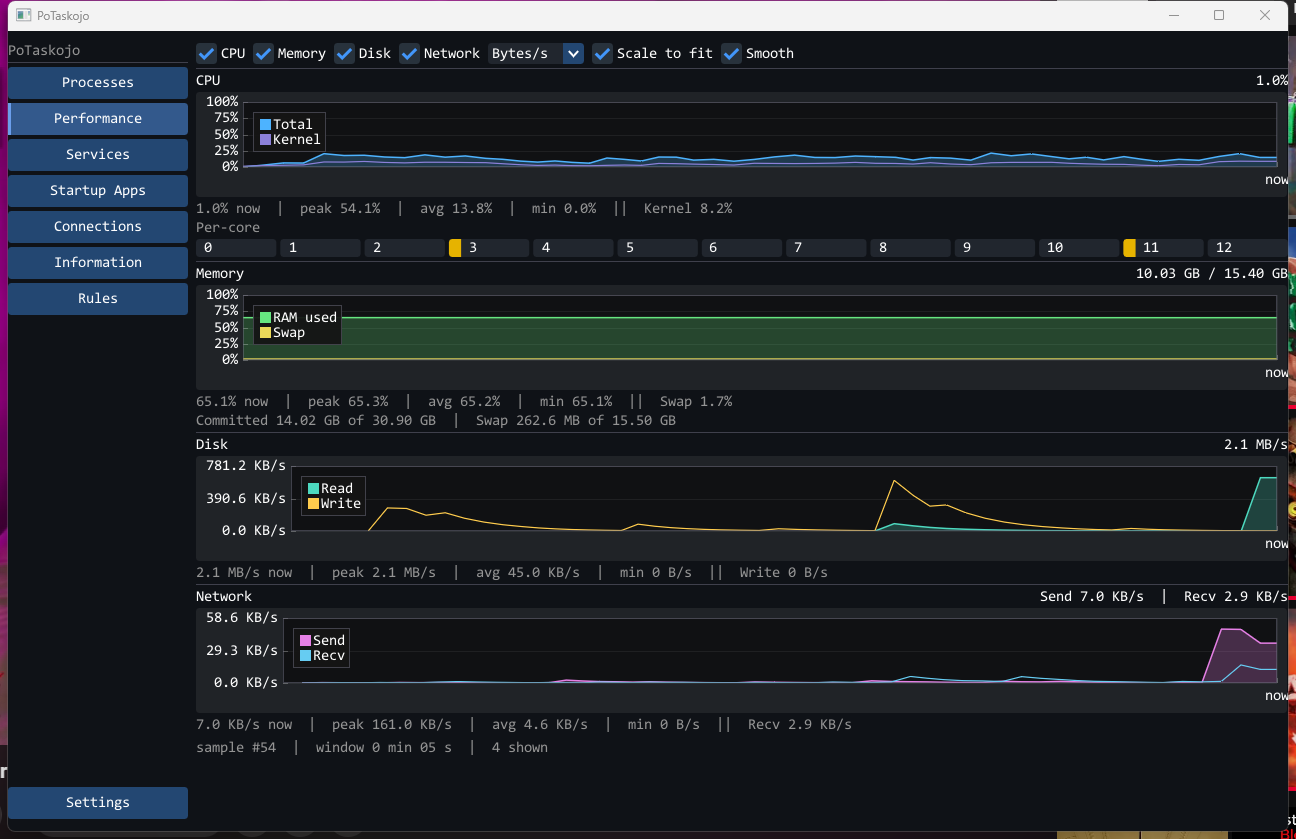 PoTaskojo
PoTaskojo
Processes
Performance
Services
Startup Apps
Connections
Information
Rules
Settings
CPU Memory Disk Network Bytes/s Scale to fit Smooth
CPU 1.0%
100%
75%
50%
25%
0%
Total
Kernel
now
1.0% now | peak 54.1% | avg 13.8% | min 0.0% || Kernel 8.2%
Per-core
0 1 2 3 4 5 6 7 8 9 10 11 12
Memory 10.03 GB / 15.40 GB
100%
75%
50%
25%
0%
RAM used
Swap
now
65.1% now | peak 65.3% | avg 65.2% | min 65.1% || Swap 1.7%
Committed 14.02 GB of 30.90 GB | Swap 262.6 MB of 15.50 GB
Disk 2.1 MB/s
781.2 KB/s
390.6 KB/s
0.0 KB/s
Read
Write
now
2.1 MB/s now | peak 2.1 MB/s | avg 45.0 KB/s | min 0 B/s || Write 0 B/s
Network Send 7.0 KB/s | Recv 2.9 KB/s
58.6 KB/s
29.3 KB/s
0.0 KB/s
Send
Recv
now
7.0 KB/s now | peak 161.0 KB/s | avg 4.6 KB/s | min 0 B/s || Recv 2.9 KB/s
sample #54 | window 0 min 05 s | 4 shown